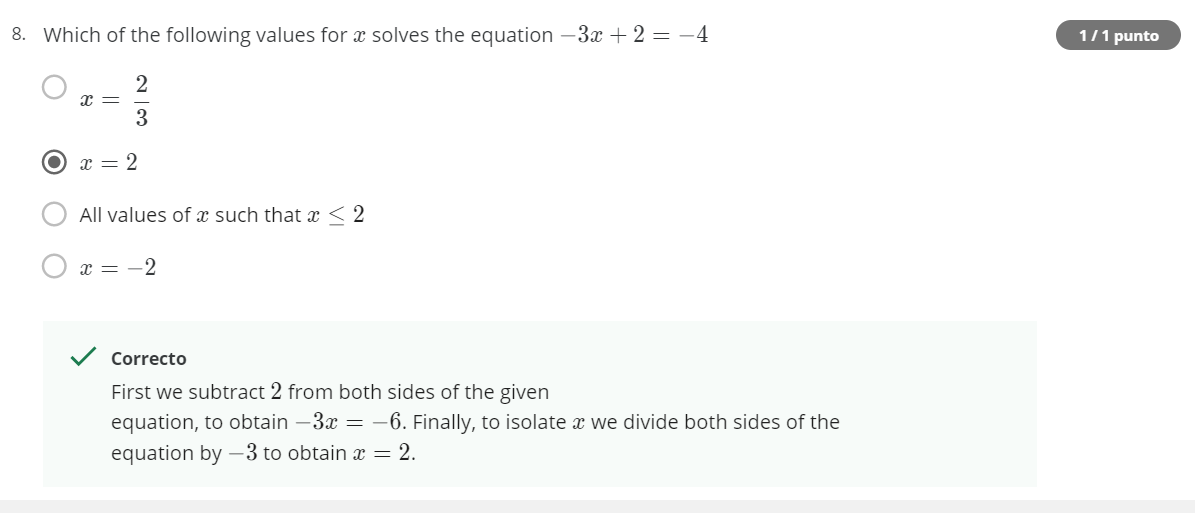 8. Which of the following values for x solves the equation −3x + 2 = −4
1 / 1 punto
x = 2/3
x = 2
All values of x such that x ≤ 2
x = −2
Correcto
First we subtract 2 from both sides of the given
equation, to obtain −3x = −6. Finally, to isolate x we divide both sides of the
equation by −3 to obtain x = 2.